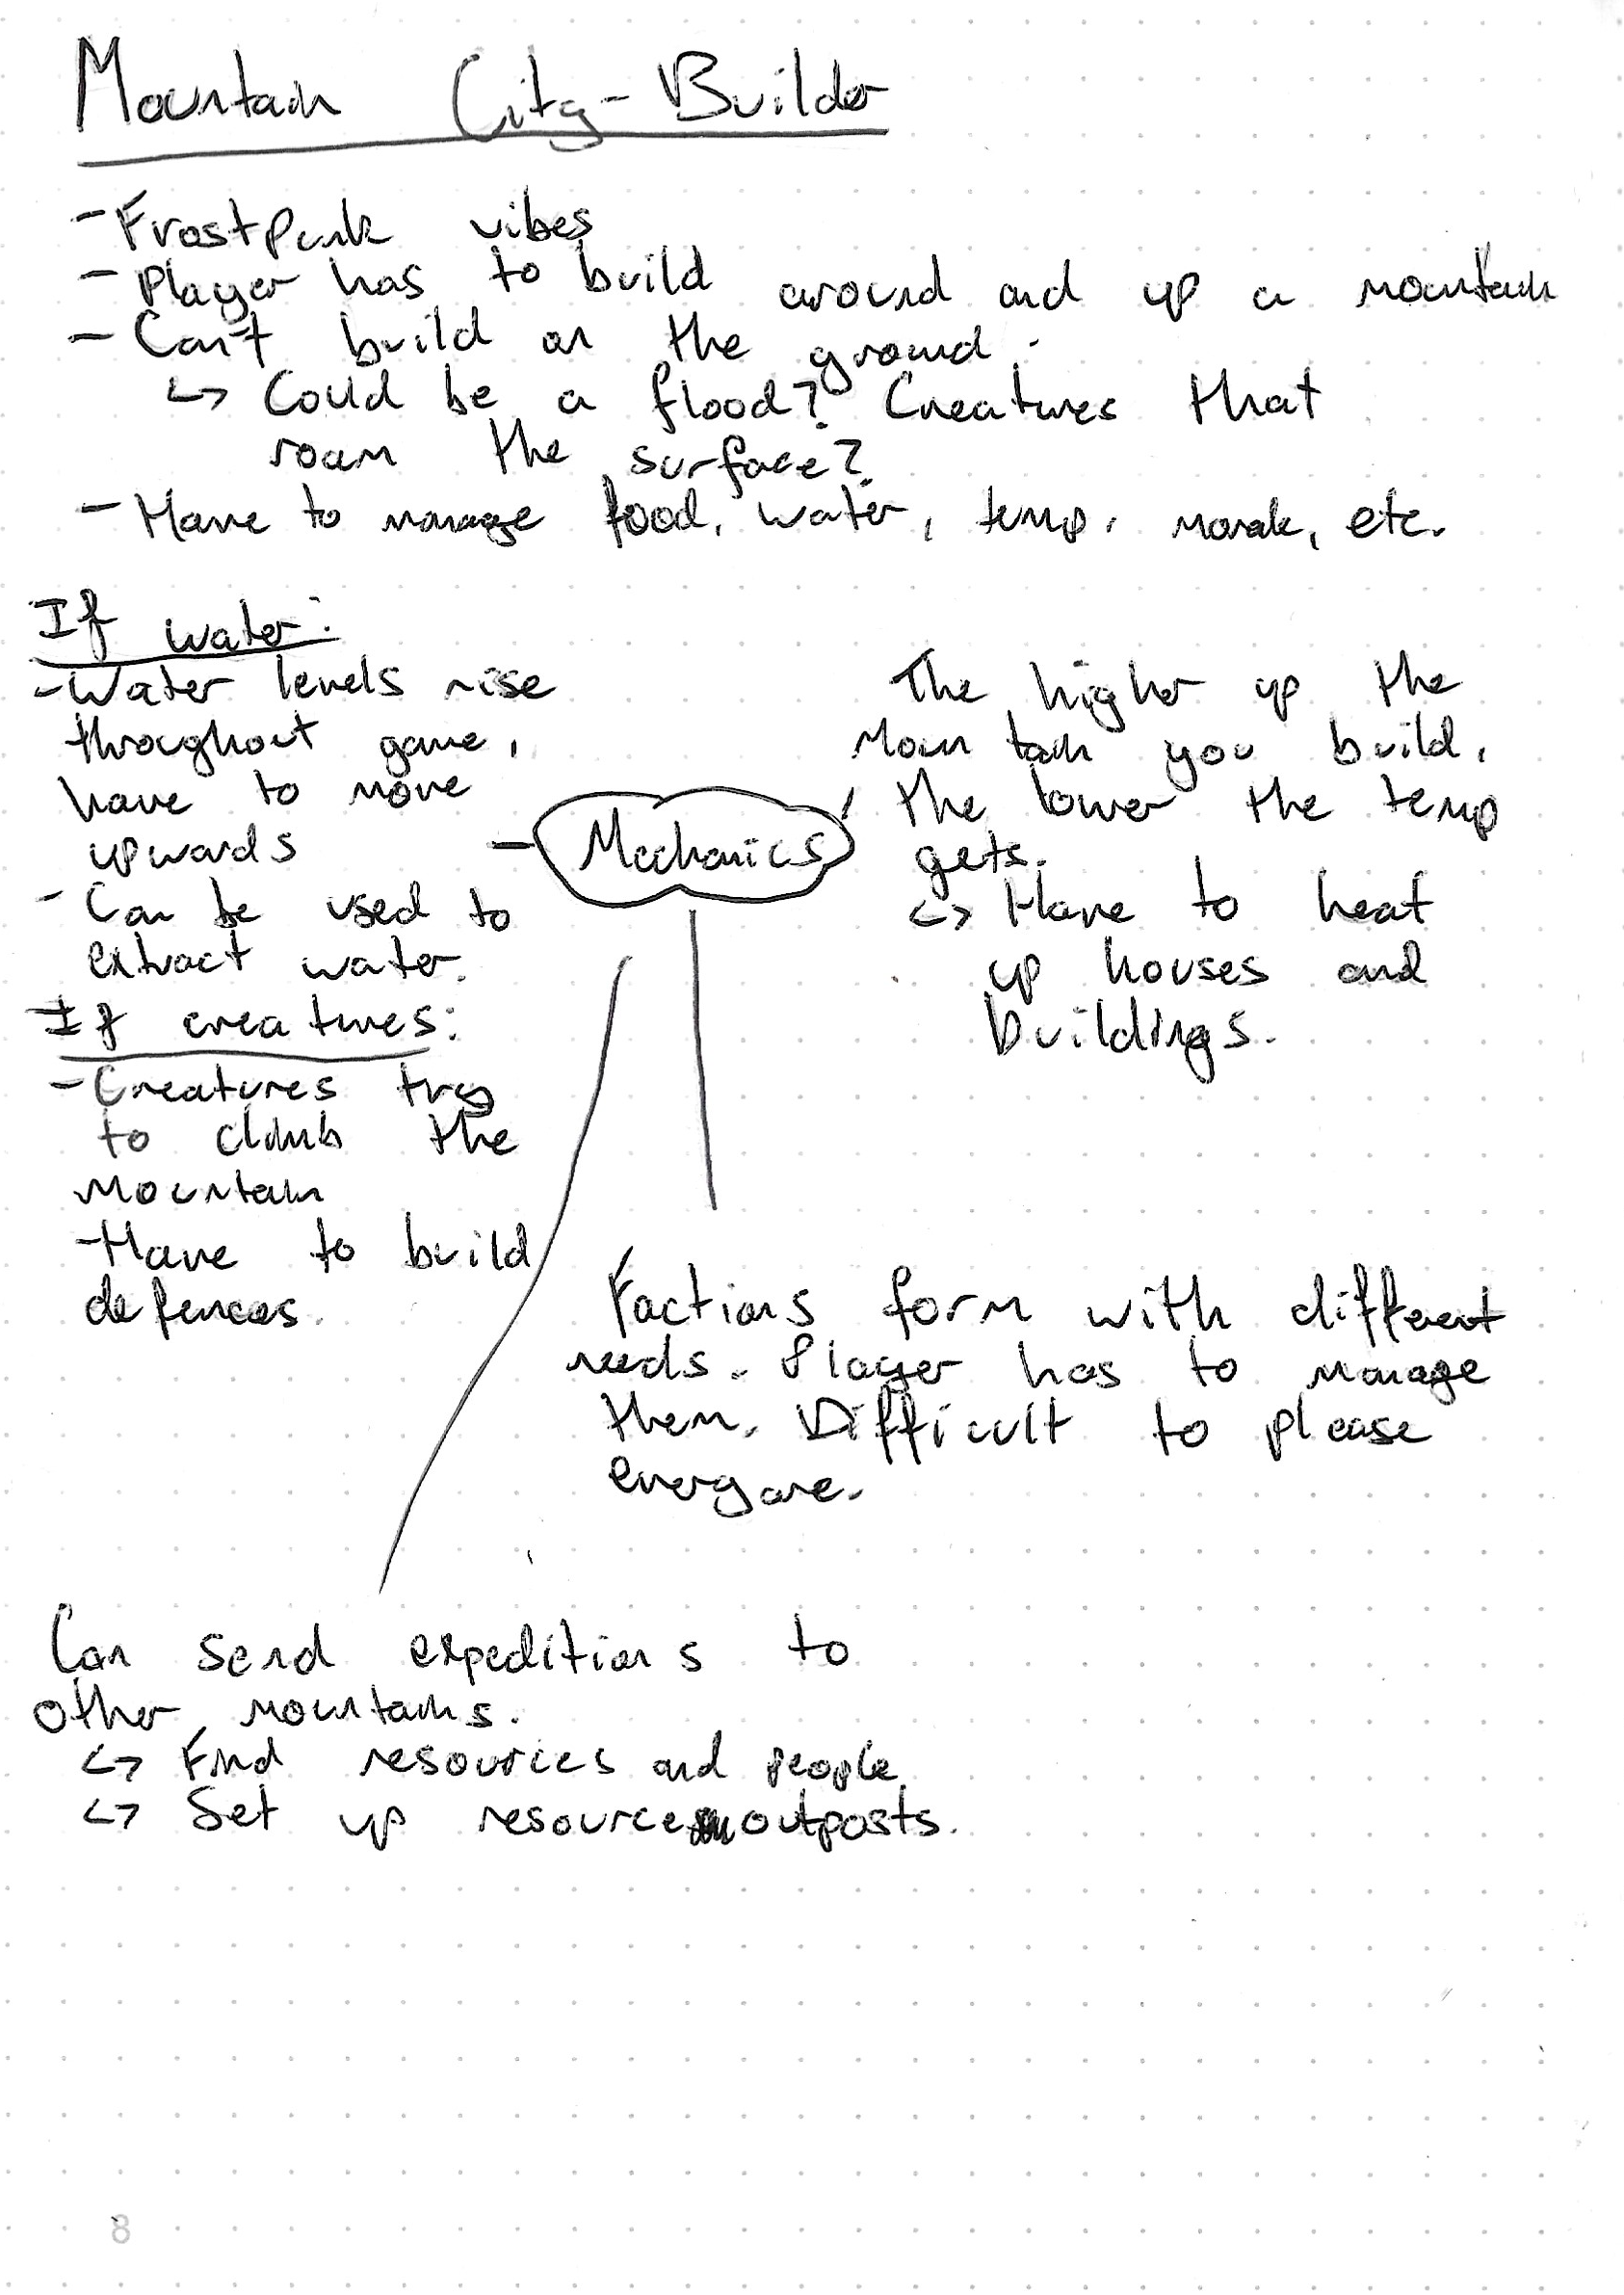 Mountain City-Builder
- Frostpunk vibes
- Player has to build around and up a mountain
- Can't build on the ground.
↳ Could be a flood? Creatures that
roam the surface?
- Have to manage food, water, temp, morale, etc.
If water:
- Water levels rise
throughout game,
have to move
upwards
- Can be used to
extract water.
If creatures:
- Creatures try
to climb the
mountain
- Have to build
defences.
Mechanics
The higher up the
mountain you build,
the lower the temp
gets.
↳ Have to heat
up houses and
buildings.
Factions form with different
needs. Player has to manage
them. Difficult to please
everyone.
Can send expeditions to
other mountains.
↳ Find resources and people
↳ Set up resource outposts.
8